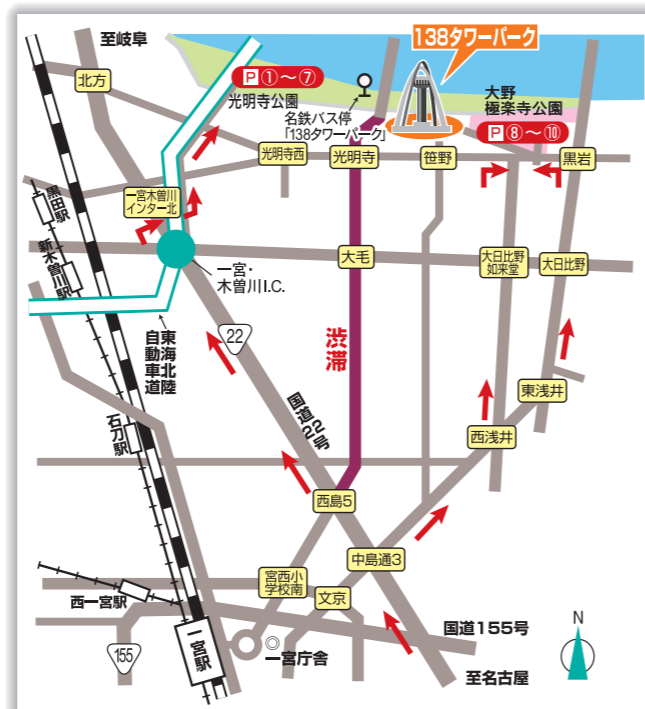 至岐阜
138タワーパーク
北方
P①～⑦
光明寺公園
名鉄バス停
「138タワーパーク」
大野
極楽寺公園
P⑧～⑩
光明寺西
光明寺
笹野
黒岩
黒田駅
一宮木曽川
インター北
新木曽川駅
一宮・
木曽川I.C.
大毛
大日比野
如来堂
大日比野
東海北陸
自動車道
22
渋滞
国道22号
東浅井
石刀駅
西浅井
西島5
中島通3
宮西小
学校南
文京
西一宮駅
国道155号
155
一宮駅
◎
一宮庁舎
至名古屋
N